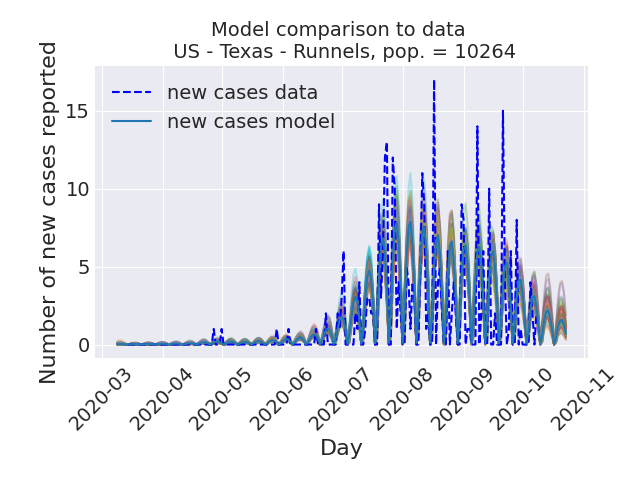 Model comparison to data
US - Texas - Runnels, pop. = 10264
Number of new cases reported
15
10
5
0
new cases data
new cases model
2020-03
2020-04
2020-05
2020-06
2020-07
2020-08
2020-09
2020-10
2020-11
Day